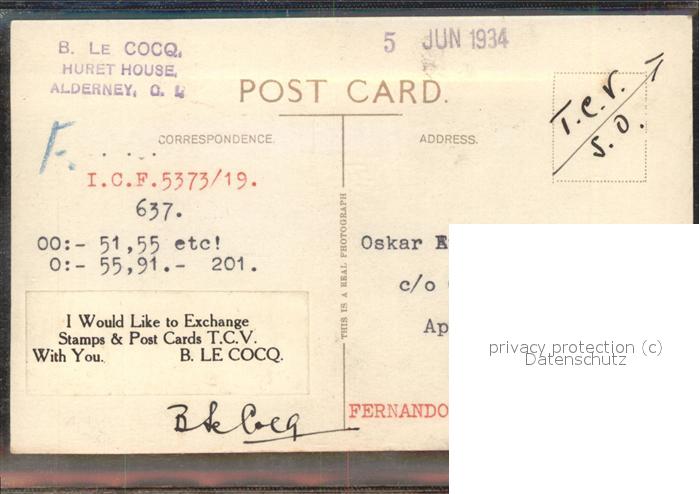 B. LE COCQ.
HURET HOUSE,
ALDERNEY, C. I.
5 JUN 1934
POST CARD.
T.C.V.
S.O.
CORRESPONDENCE.
ADDRESS.
I.C.F.5373/19.
637.
OO:- 51,55 etc!
O:- 55,91.- 201.
THIS IS A REAL PHOTOGRAPH
Oskar
c/o
Ap
I Would Like to Exchange
Stamps & Post Cards T.C.V.
With You. B. LE COCQ.
B Le Cocq
FERNANDO
privacy protection (c)
Datenschutz